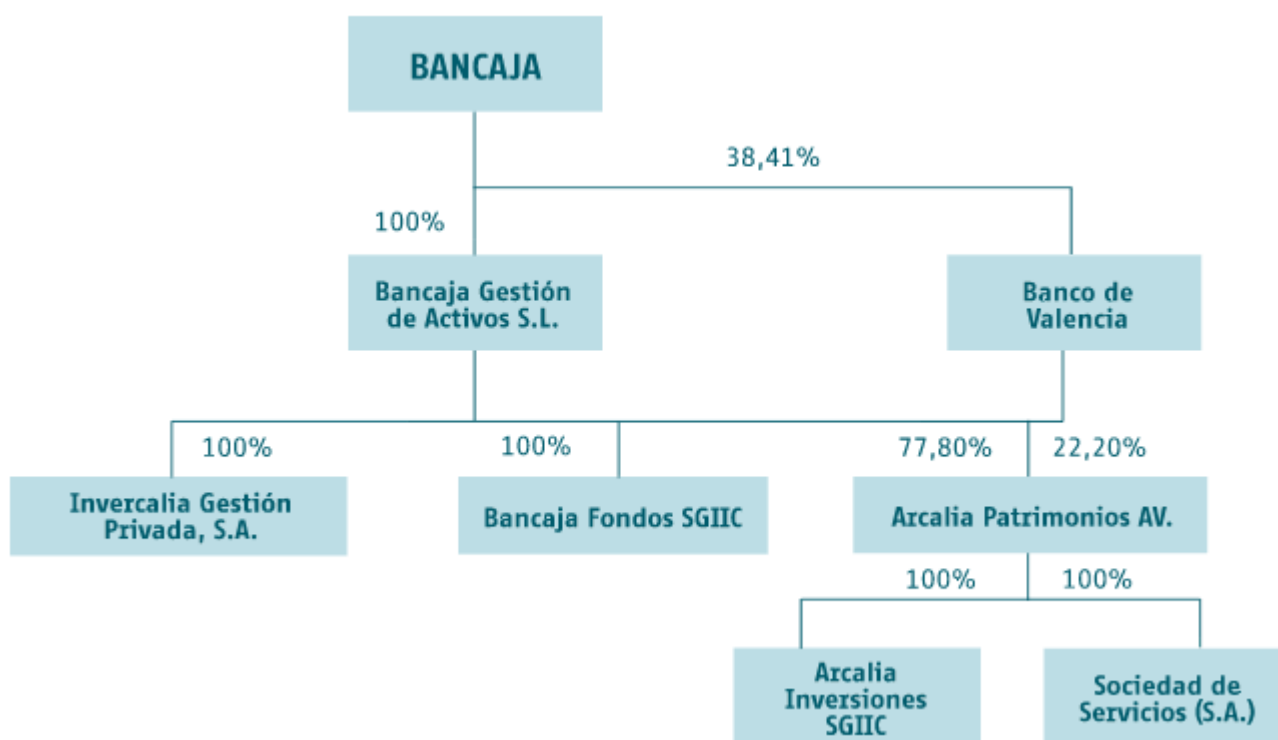 BANCAJA
38,41%
100%
Bancaja Gestión
de Activos S.L.
Banco de
Valencia
100%
100%
77,80%
22,20%
Invercalia Gestión
Privada, S.A.
Bancaja Fondos SGIIC
Arcalia Patrimonios AV.
100%
100%
Arcalia
Inversiones
SGIIC
Sociedad de
Servicios (S.A.)